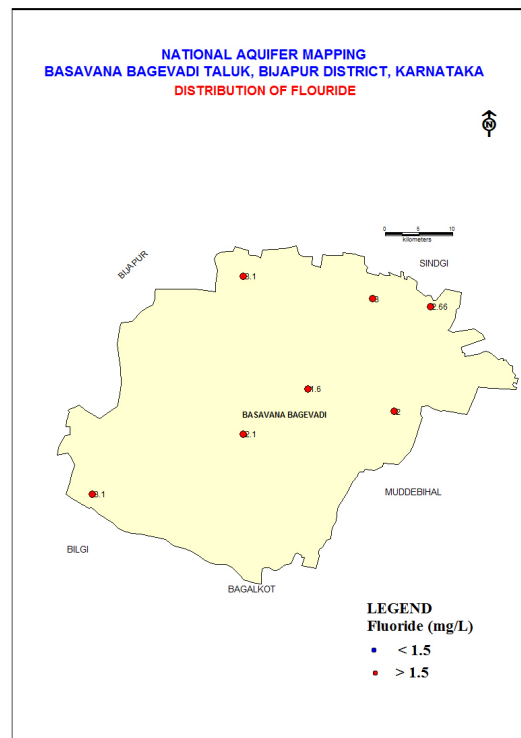 NATIONAL AQUIFER MAPPING
BASAVANA BAGEVADI TALUK, BIJAPUR DISTRICT, KARNATAKA
DISTRIBUTION OF FLOURIDE
N
0 5 10
kilometers
BIJAPUR
SINDGI
3.1
3
2.66
1.6
BASAVANA BAGEVADI
2
2.1
MUDDEBIHAL
3.1
BILGI
BAGALKOT
LEGEND
Fluoride (mg/L)
< 1.5
> 1.5